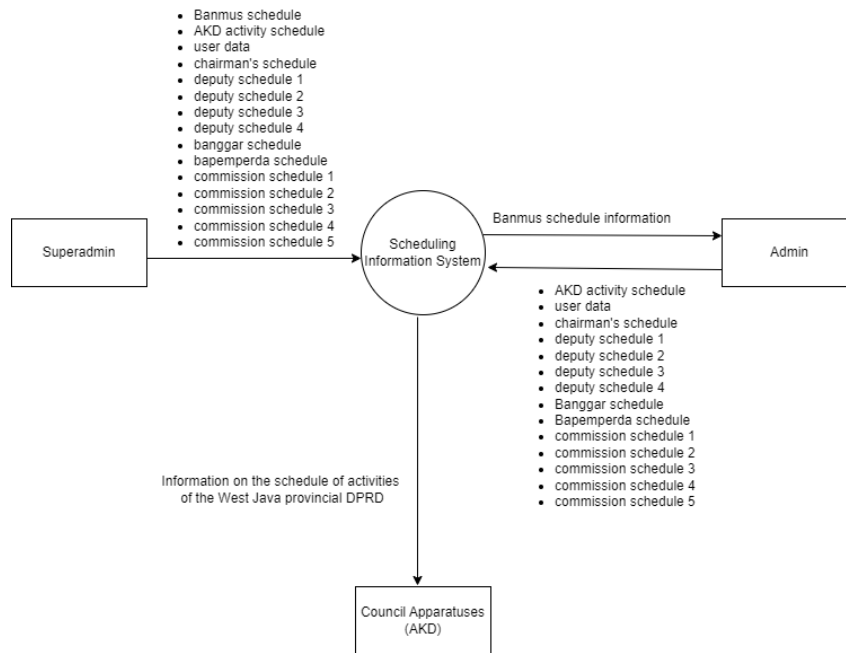 Banmus schedule
AKD activity schedule
user data
chairman's schedule
deputy schedule 1
deputy schedule 2
deputy schedule 3
deputy schedule 4
banggar schedule
bapemperda schedule
commission schedule 1
commission schedule 2
commission schedule 3
commission schedule 4
commission schedule 5
Superadmin
Scheduling
Information System
Banmus schedule information
Admin
AKD activity schedule
user data
chairman's schedule
deputy schedule 1
deputy schedule 2
deputy schedule 3
deputy schedule 4
Banggar schedule
Bapemperda schedule
commission schedule 1
commission schedule 2
commission schedule 3
commission schedule 4
commission schedule 5
Information on the schedule of activities
of the West Java provincial DPRD
Council Apparatuses
(AKD)